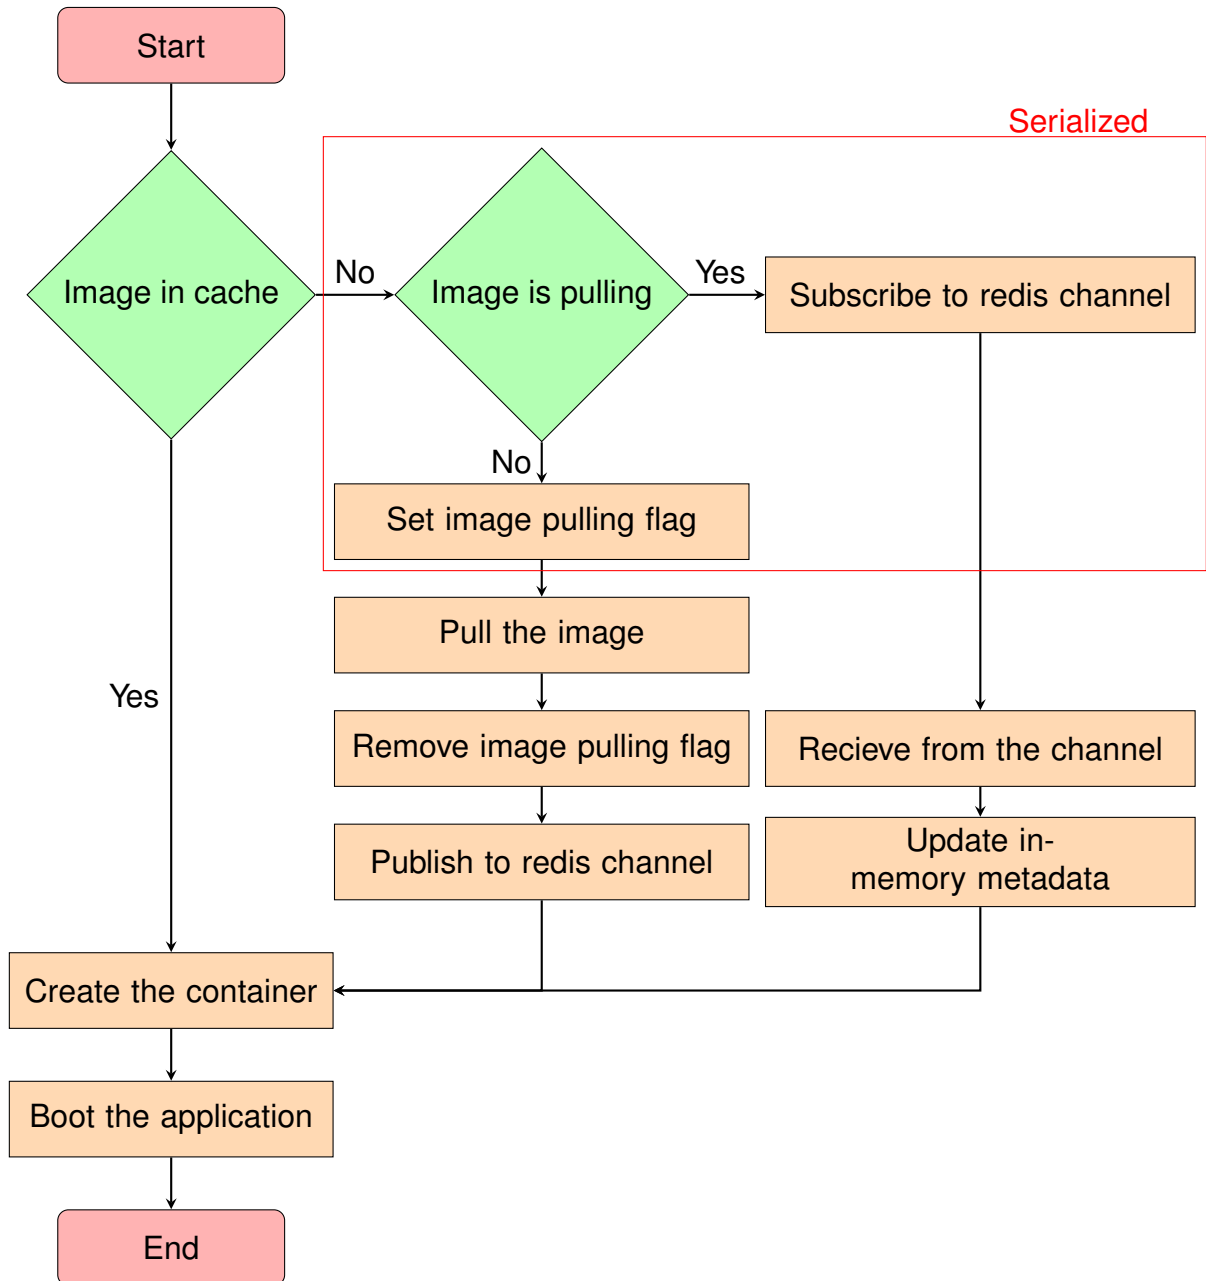 Start
Serialized
Image in cache
No
Image is pulling
Yes
Subscribe to redis channel
No
Set image pulling flag
Pull the image
Yes
Remove image pulling flag
Recieve from the channel
Publish to redis channel
Update in-
memory metadata
Create the container
Boot the application
End